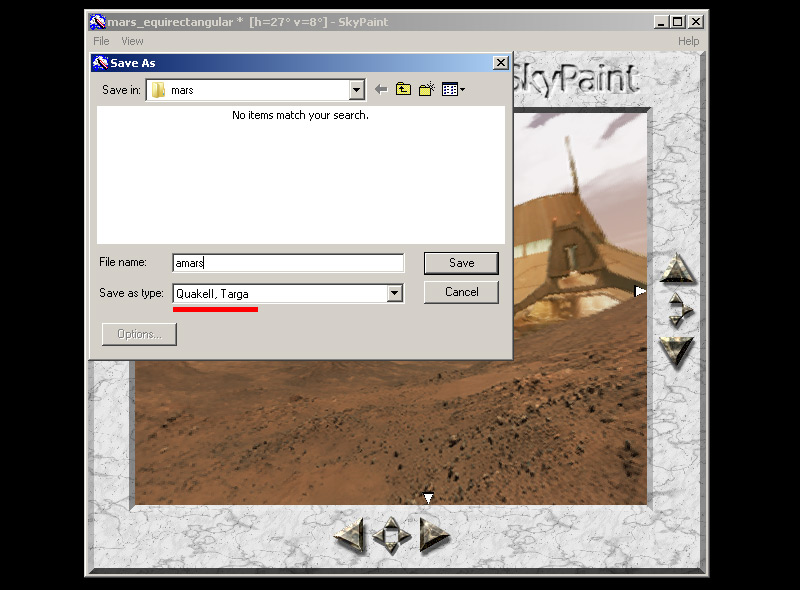 mars_equirectangular * [h=27° v=8°] - SkyPaint
File View Help
Save As
SkyPaint
Save in: mars
No items match your search.
File name: amars Save
Save as type: QuakeII, Targa Cancel
Options...